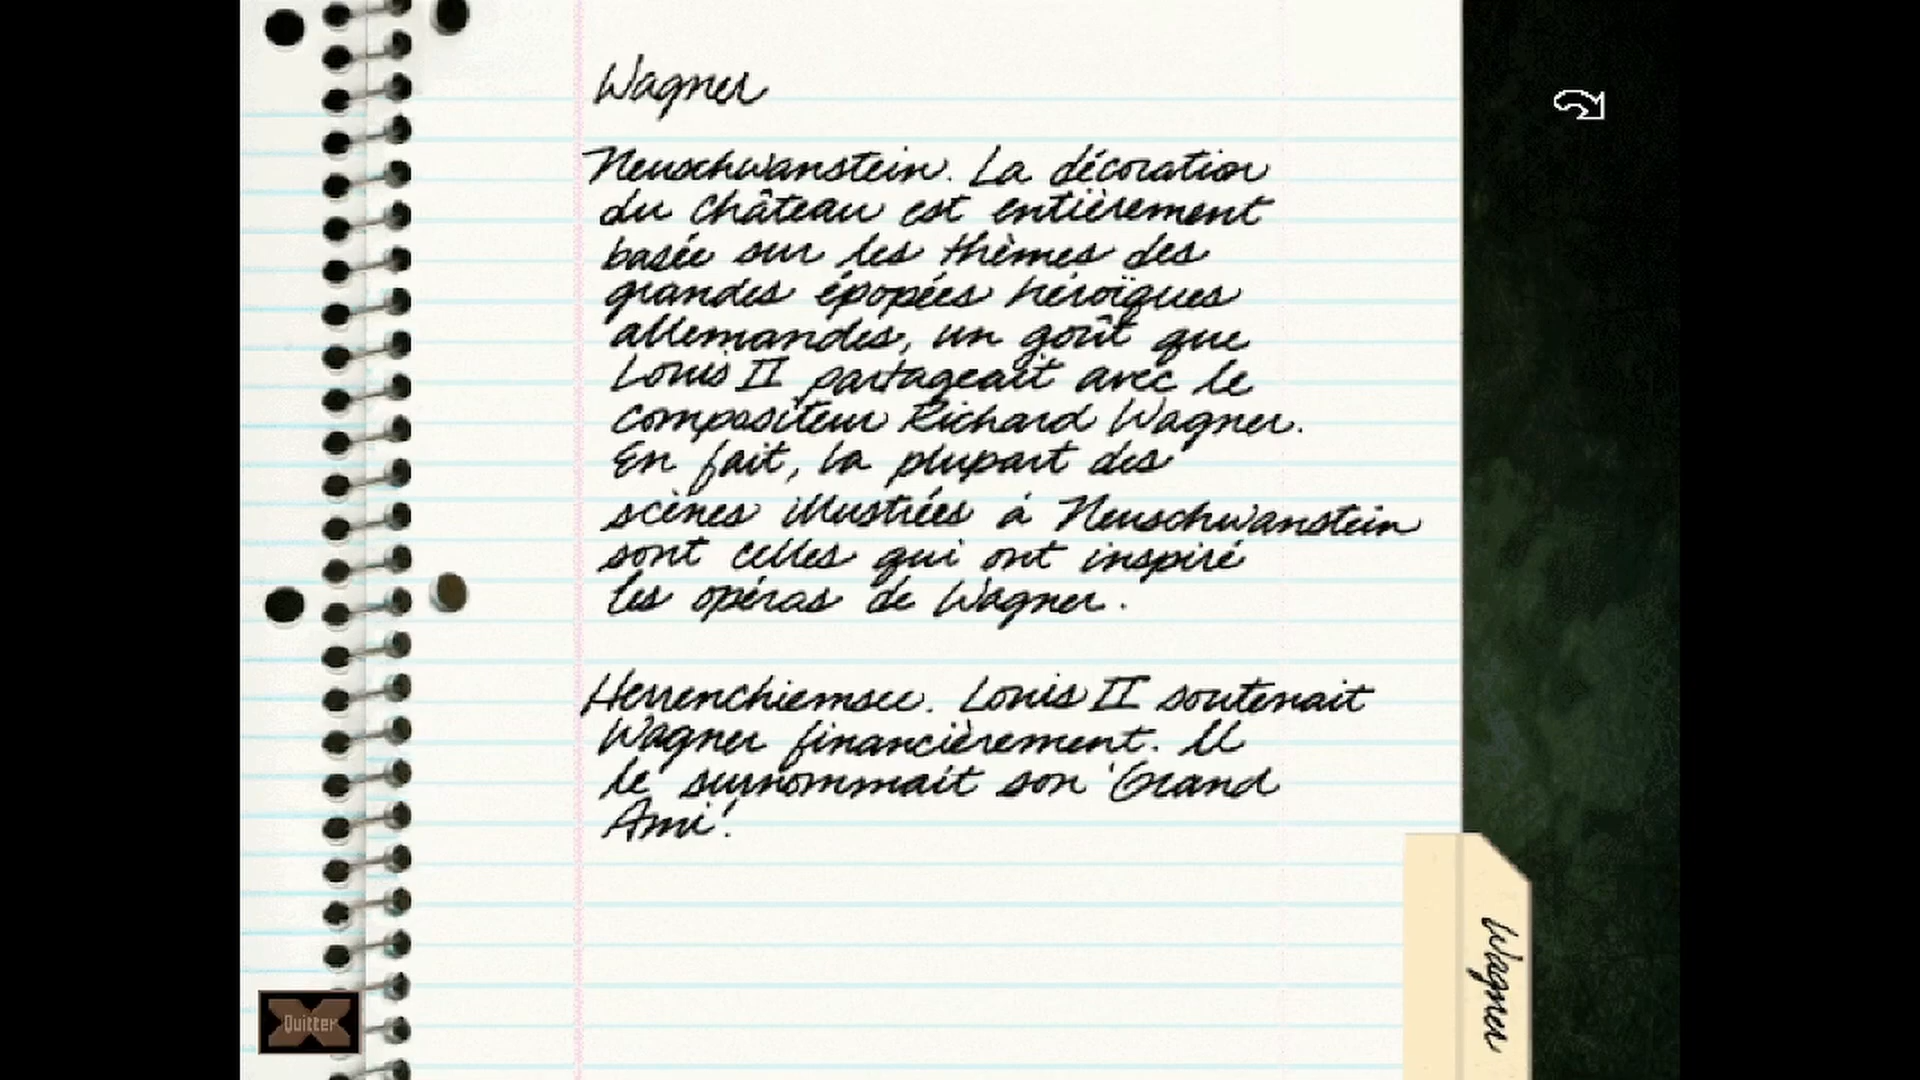 Wagner
Neuschwanstein. La décoration
du château est entièrement
basée sur les thèmes des
grandes épopées héroïques
allemandes, un goût que
Louis II partageait avec le
compositeur Richard Wagner.
En fait, la plupart des
scènes illustrées à Neuschwanstein
sont celles qui ont inspiré
les opéras de Wagner.
Herrenchiemsee. Louis II soutenait
Wagner financièrement. Il
le surnommait son 'Grand
Ami'.
Wagner
Quitter